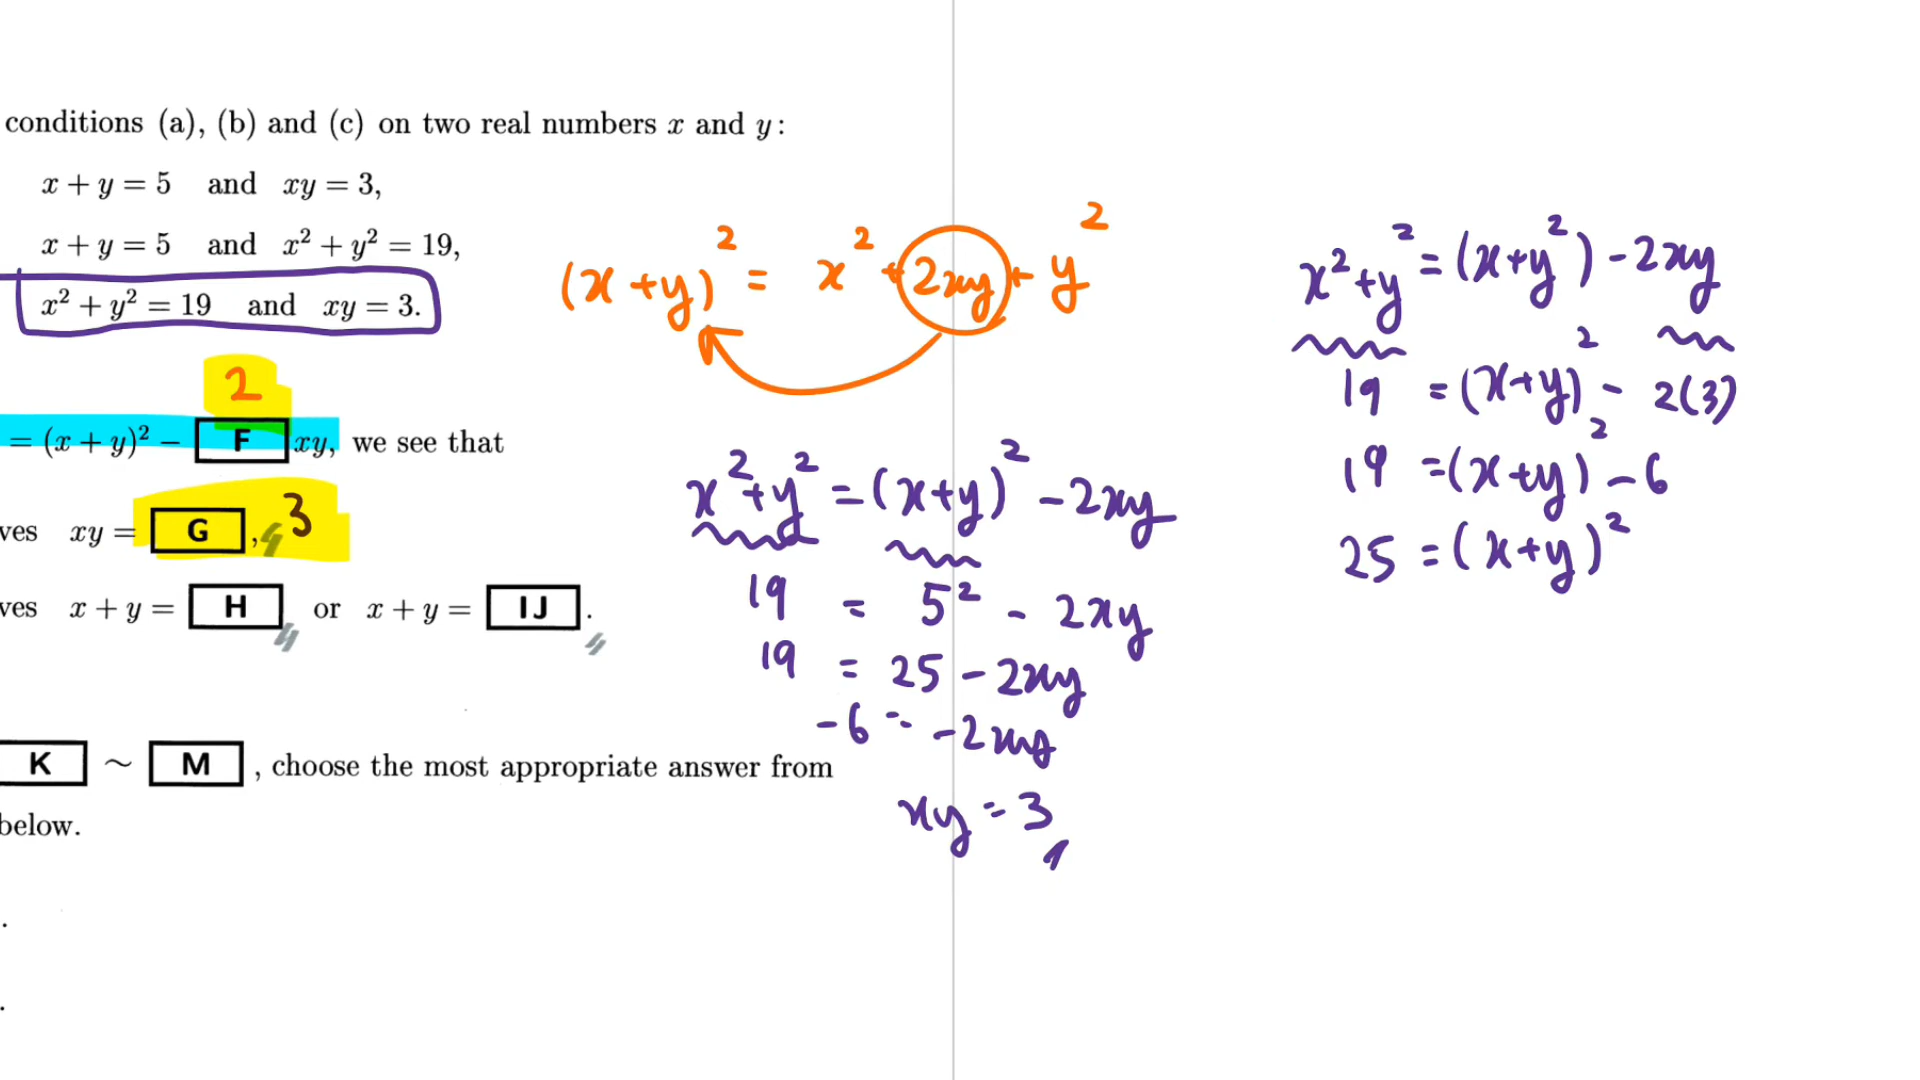 conditions (a), (b) and (c) on two real numbers x and y:
x + y = 5 and xy = 3,
x + y = 5 and x² + y² = 19,
x² + y² = 19 and xy = 3.
2
= (x + y)² − F xy, we see that
ves xy = G , 3
ves x + y = H or x + y = IJ .
K ~ M , choose the most appropriate answer from
below.
.
.
(x+y)² = x² + 2xy + y²
x²+y² = (x+y)² - 2xy
19 = 5² - 2xy
19 = 25 - 2xy
-6 = -2xy
xy = 3
x²+y² = (x+y²) - 2xy
19 = (x+y)² - 2(3)
19 = (x+y)² - 6
25 = (x+y)²